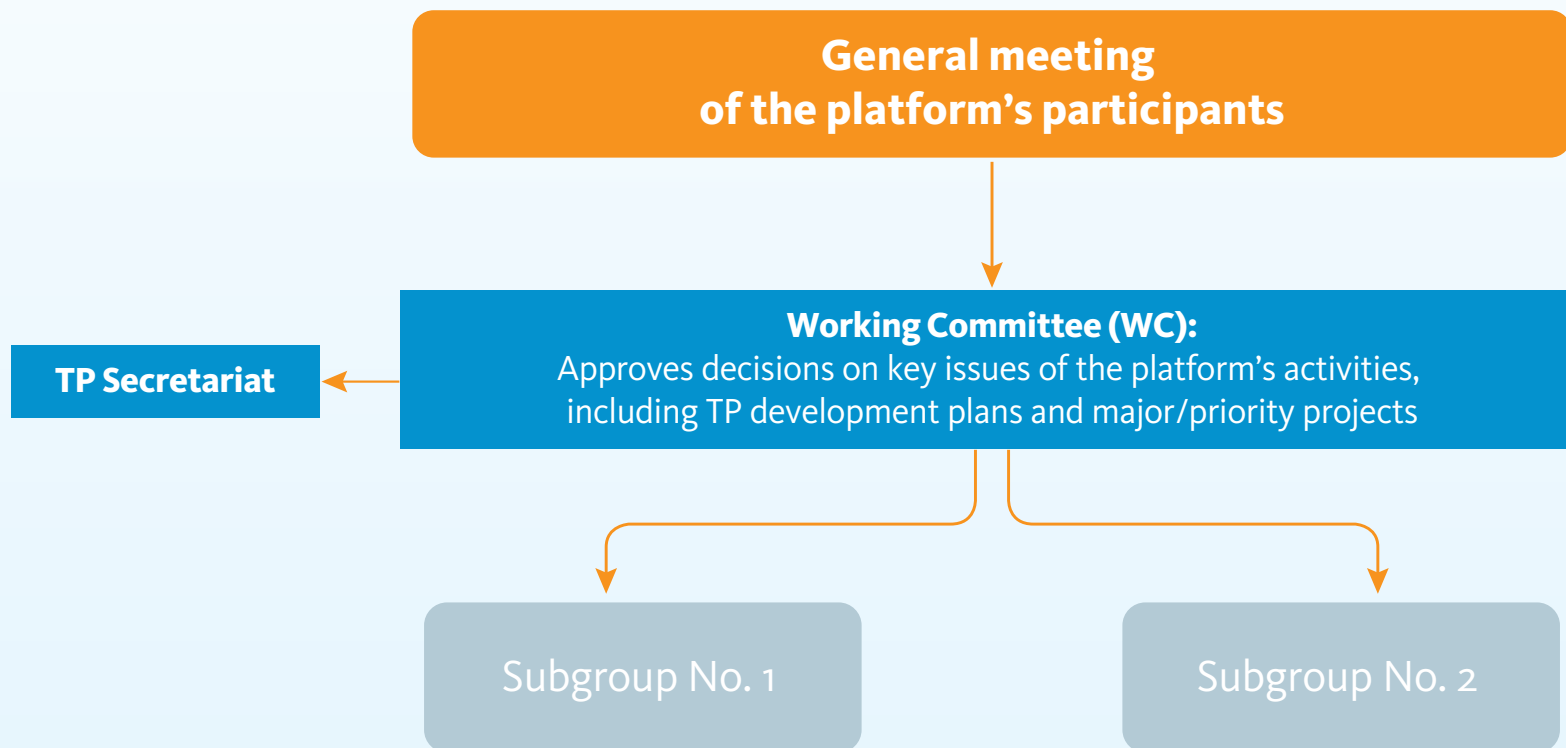 General meeting
of the platform’s participants
Working Committee (WC):
Approves decisions on key issues of the platform’s activities,
including TP development plans and major/priority projects
TP Secretariat
Subgroup No. 1
Subgroup No. 2